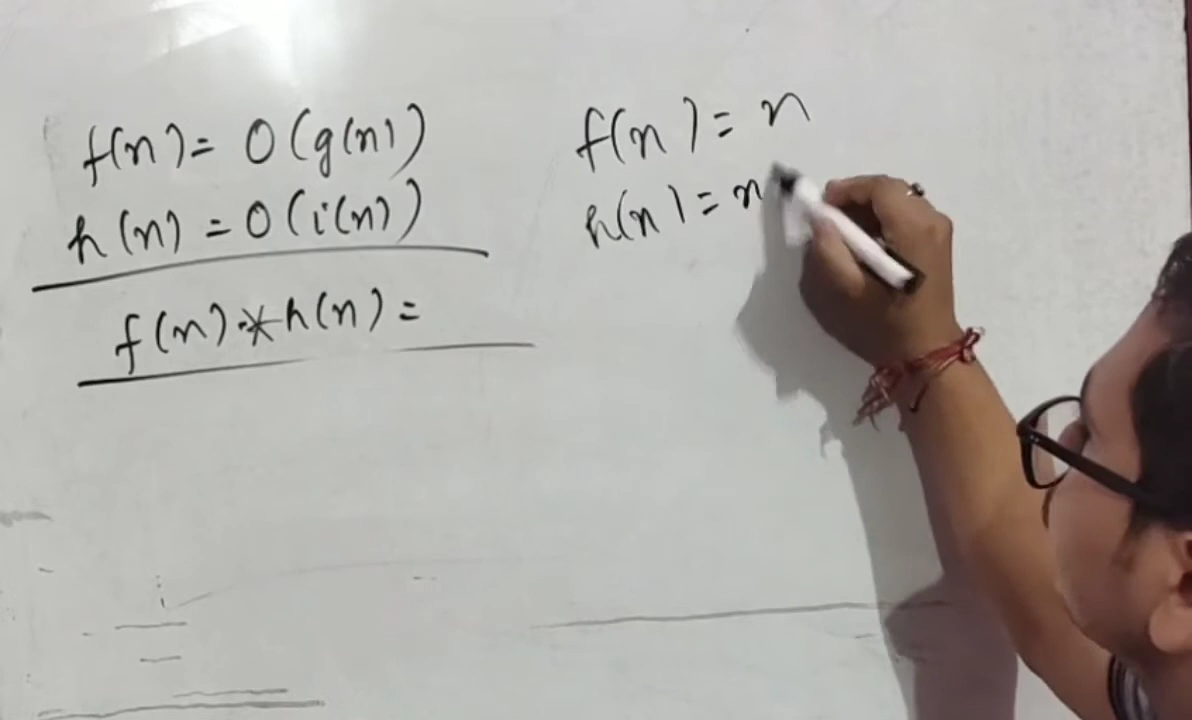 f(n) = O(g(n))
h(n) = O(i(n))
f(n) * h(n) =
f(n) = n
h(n) = n